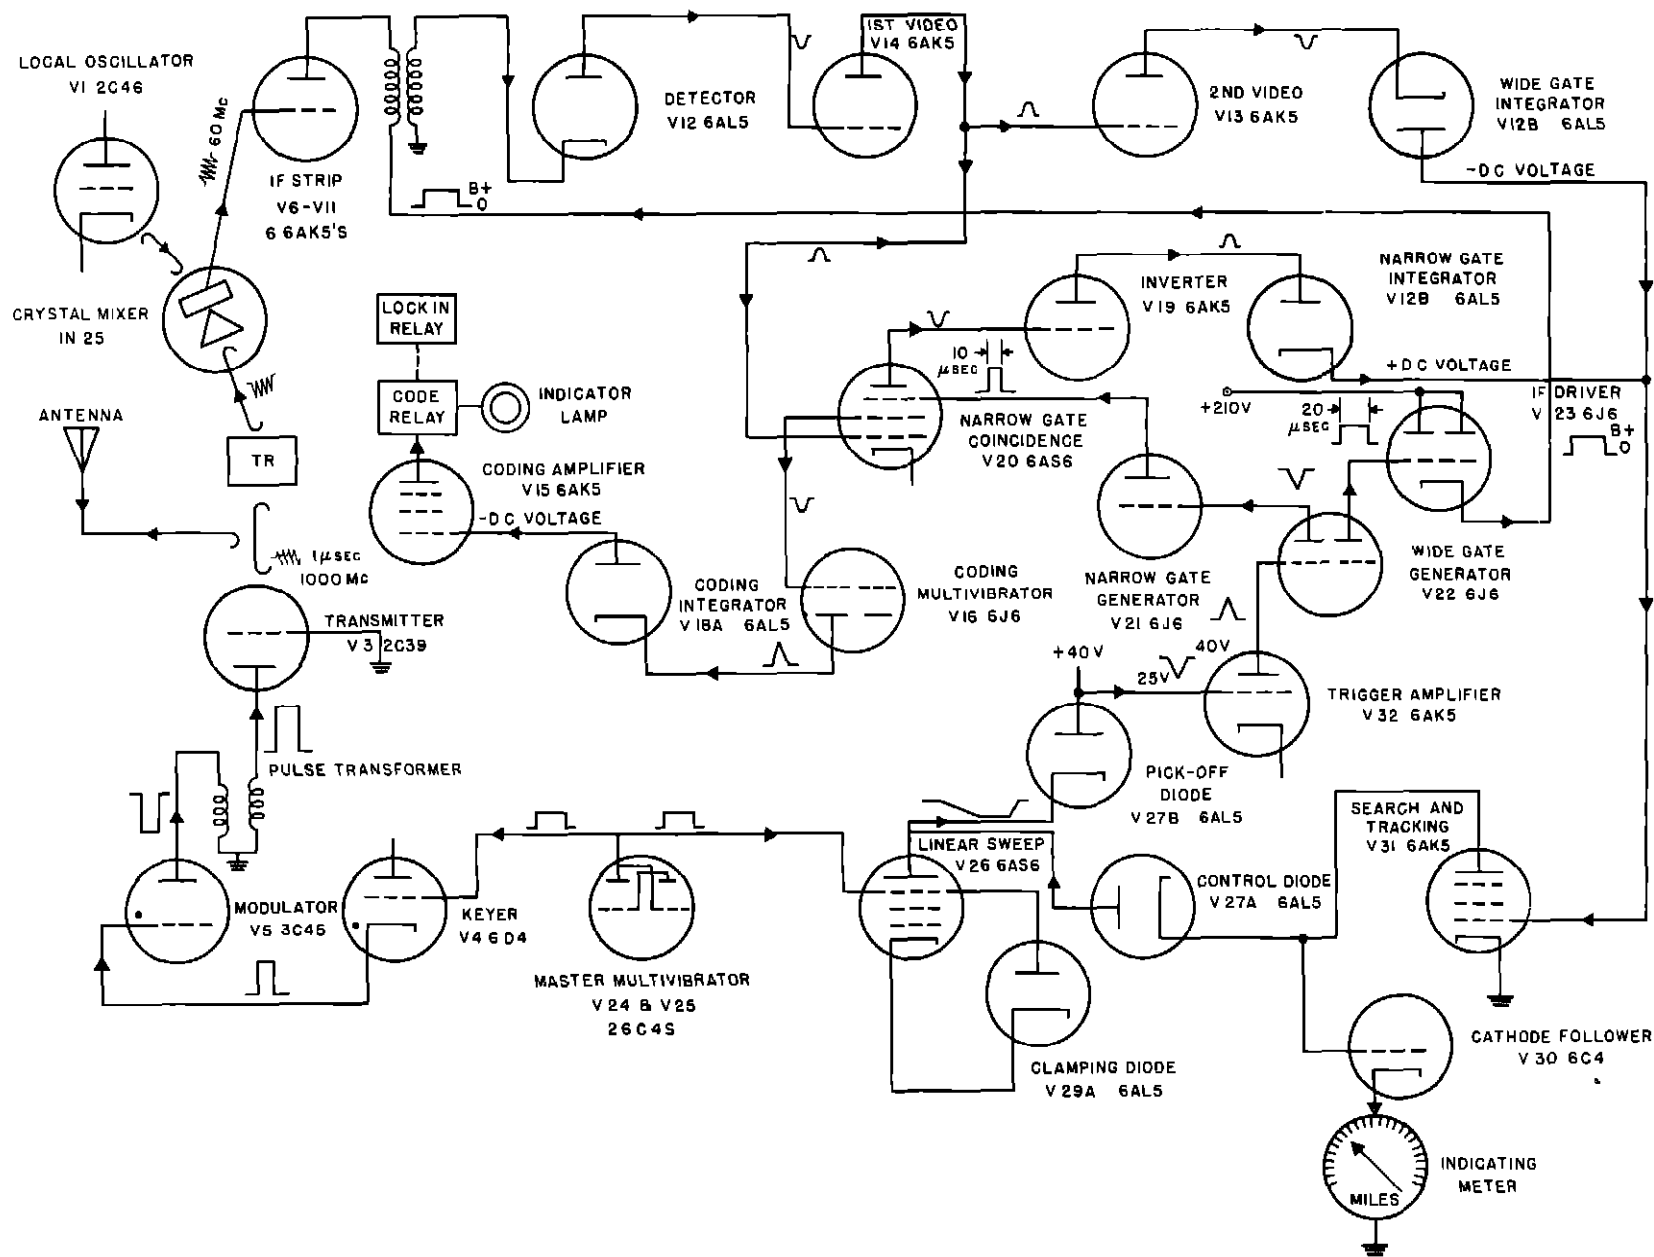 LOCAL OSCILLATOR
V1 2C46
60 MC
IF STRIP
V6-V11
6 6AK5'S
B+
0
DETECTOR
V12 6AL5
1ST VIDEO
V14 6AK5
2ND VIDEO
V13 6AK5
WIDE GATE
INTEGRATOR
V12B 6AL5
-DC VOLTAGE
CRYSTAL MIXER
IN 25
LOCK IN
RELAY
CODE
RELAY
INDICATOR
LAMP
INVERTER
V19 6AK5
NARROW GATE
INTEGRATOR
V12B 6AL5
+DC VOLTAGE
10
µSEC
NARROW GATE
COINCIDENCE
V20 6AS6
+210V
20
µSEC
IF DRIVER
V 23 6J6
B+
0
ANTENNA
TR
CODING AMPLIFIER
V15 6AK5
-DC VOLTAGE
1µSEC
1000 MC
TRANSMITTER
V 3 2C39
CODING
INTEGRATOR
V18A 6AL5
CODING
MULTIVIBRATOR
V16 6J6
NARROW GATE
GENERATOR
V21 6J6
WIDE GATE
GENERATOR
V22 6J6
+40V
25V
40V
TRIGGER AMPLIFIER
V32 6AK5
PULSE TRANSFORMER
PICK-OFF
DIODE
V27B 6AL5
LINEAR SWEEP
V26 6AS6
SEARCH AND
TRACKING
V31 6AK5
MODULATOR
V5 3C45
KEYER
V4 6D4
CONTROL DIODE
V27A 6AL5
MASTER MULTIVIBRATOR
V24 & V25
26C4S
CLAMPING DIODE
V29A 6AL5
CATHODE FOLLOWER
V30 6C4
MILES
INDICATING
METER